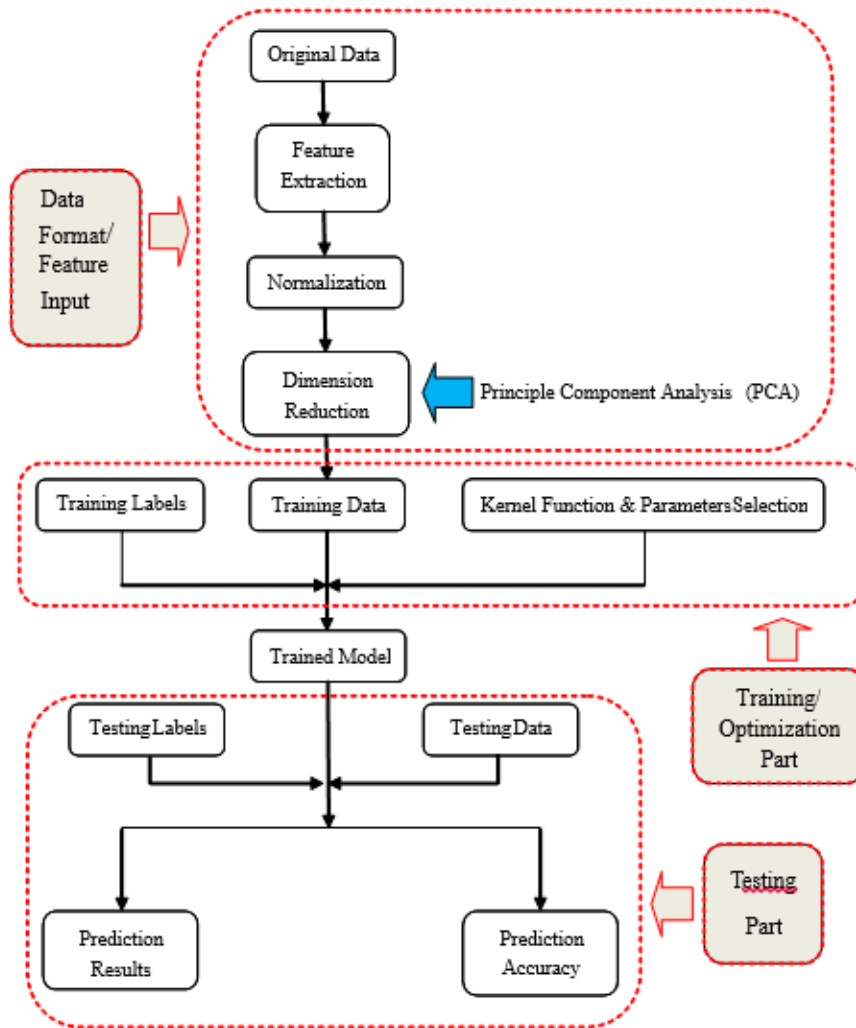 Original Data
Feature
Extraction
Data
Format/
Feature
Input
Normalization
Dimension
Reduction
Principle Component Analysis (PCA)
Training Labels
Training Data
Kernel Function & ParametersSelection
Trained Model
Training/
Optimization
Part
TestingLabels
TestingData
Testing
Part
Prediction
Results
Prediction
Accuracy